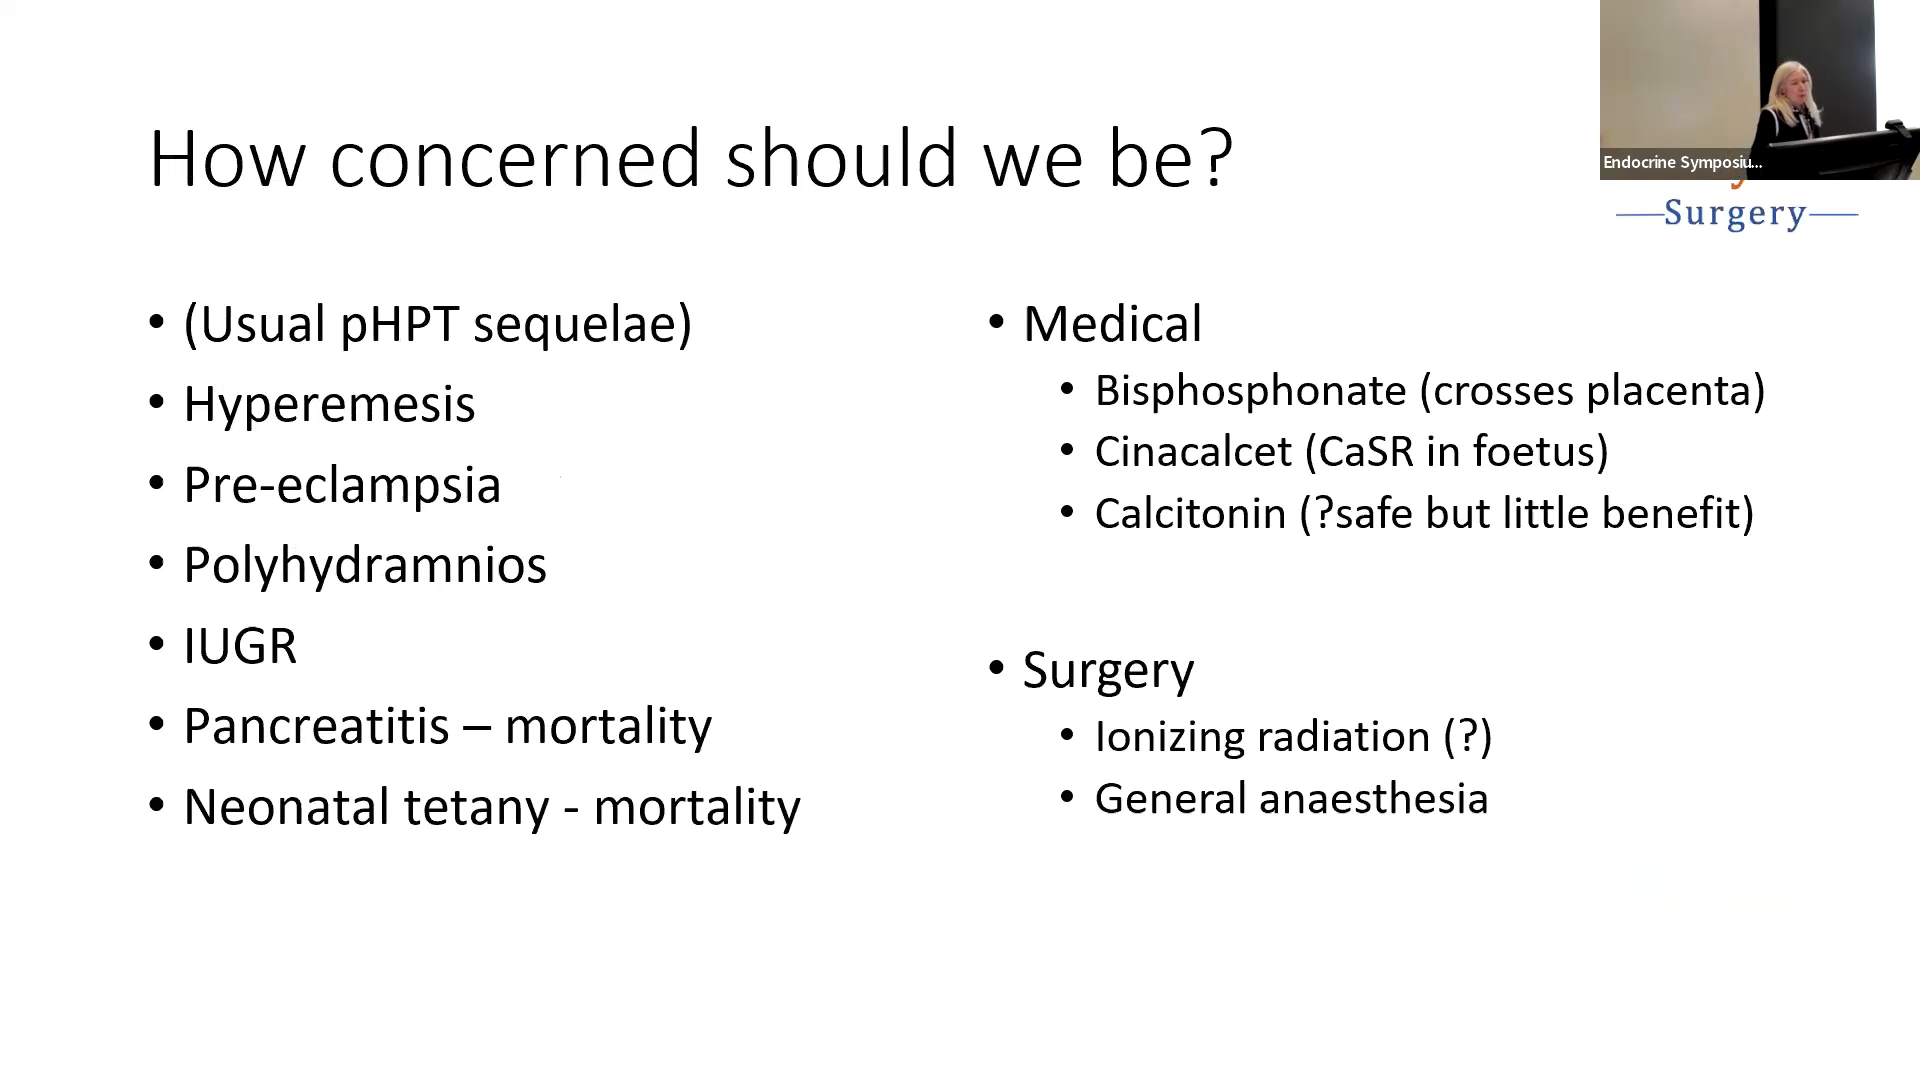 How concerned should we be?
Endocrine Symposiu...
Surgery
• (Usual pHPT sequelae)
• Hyperemesis
• Pre-eclampsia
• Polyhydramnios
• IUGR
• Pancreatitis – mortality
• Neonatal tetany - mortality
• Medical
• Bisphosphonate (crosses placenta)
• Cinacalcet (CaSR in foetus)
• Calcitonin (?safe but little benefit)
• Surgery
• Ionizing radiation (?)
• General anaesthesia